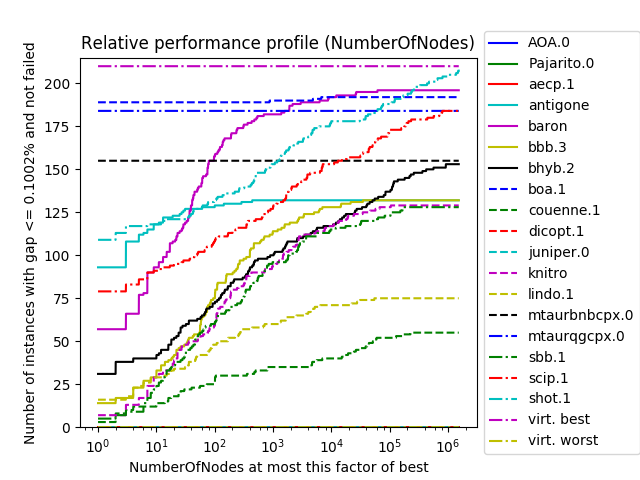 Relative performance profile (NumberOfNodes)
Number of instances with gap <= 0.1002% and not failed
200
175
150
125
100
75
50
25
0
10^0
10^1
10^2
10^3
10^4
10^5
10^6
NumberOfNodes at most this factor of best
AOA.0
Pajarito.0
aecp.1
antigone
baron
bbb.3
bhyb.2
boa.1
couenne.1
dicopt.1
juniper.0
knitro
lindo.1
mtaurbnbcpx.0
mtaurqgcpx.0
sbb.1
scip.1
shot.1
virt. best
virt. worst